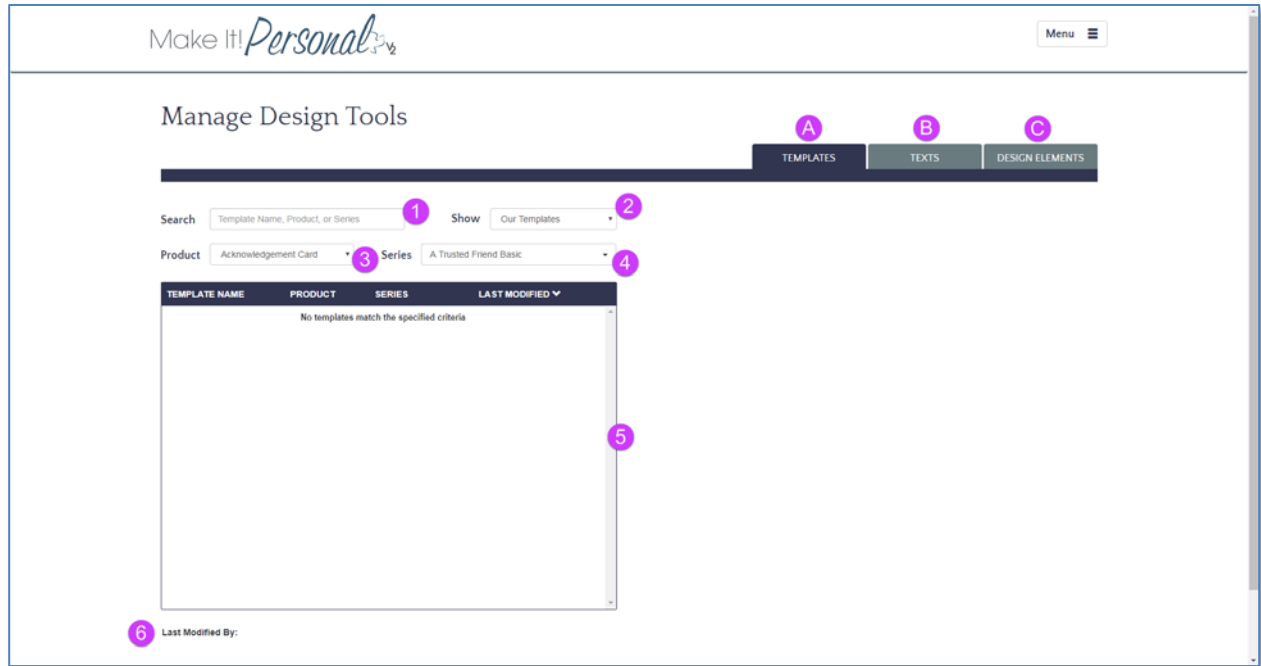 Make It! Personal V2
Menu
Manage Design Tools
A B C
TEMPLATES TEXTS DESIGN ELEMENTS
Search Template Name, Product, or Series 1 Show Our Templates 2
Product Acknowledgement Card 3 Series A Trusted Friend Basic 4
TEMPLATE NAME PRODUCT SERIES LAST MODIFIED
No templates match the specified criteria
5
6 Last Modified By: